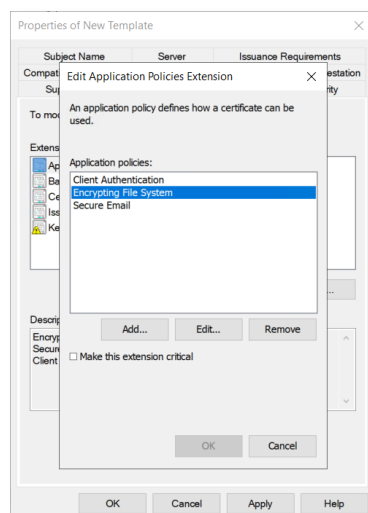 Properties of New Template
Subject Name
Server
Issuance Requirements
Edit Application Policies Extension
An application policy defines how a certificate can be
used.
Application policies:
Client Authentication
Encrypting File System
Secure Email
Add...
Edit...
Remove
Make this extension critical
OK
Cancel
Client
OK
Cancel
Apply
Help